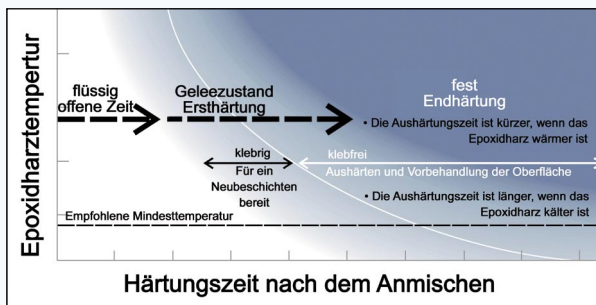 Epoxidharztempertur
flüssig
offene Zeit
Geleezustand
Ersthärtung
fest
Endhärtung
• Die Aushärtungszeit ist kürzer, wenn das
Epoxidharz wärmer ist
klebrig
Für ein
Neubeschichten
bereit
klebfrei
Aushärten und Vorbehandlung der Oberfläche
• Die Aushärtungszeit ist länger, wenn das
Epoxidharz kälter ist
Empfohlene Mindesttemperatur
Härtungszeit nach dem Anmischen